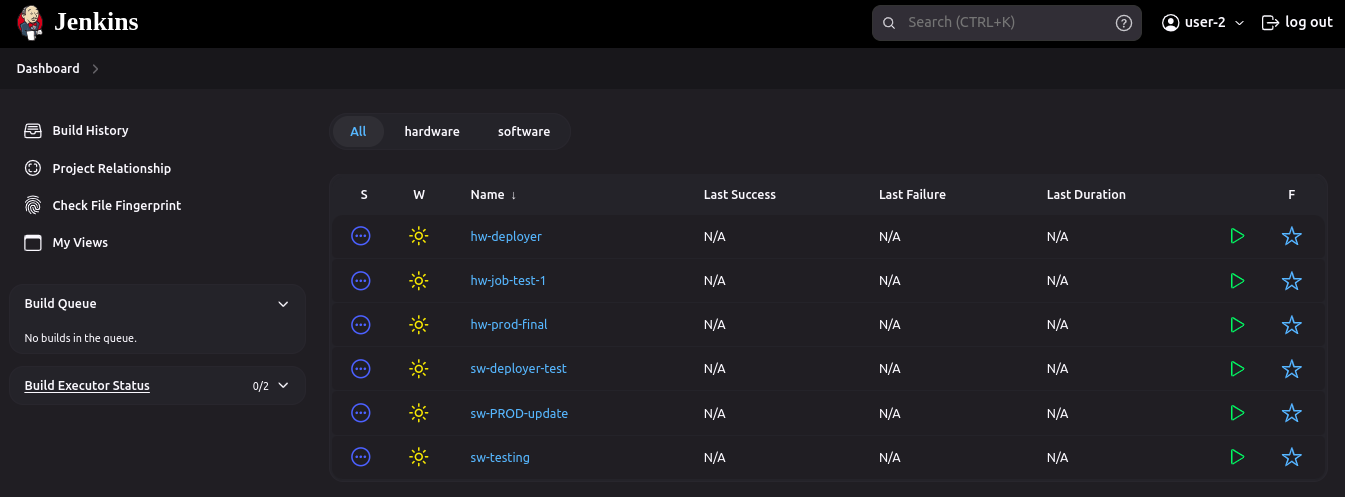 Jenkins
Search (CTRL+K)
user-2
log out
Dashboard
Build History
Project Relationship
Check File Fingerprint
My Views
Build Queue
No builds in the queue.
Build Executor Status 0/2
All hardware software
S W Name ↓ Last Success Last Failure Last Duration F
hw-deployer N/A N/A N/A
hw-job-test-1 N/A N/A N/A
hw-prod-final N/A N/A N/A
sw-deployer-test N/A N/A N/A
sw-PROD-update N/A N/A N/A
sw-testing N/A N/A N/A